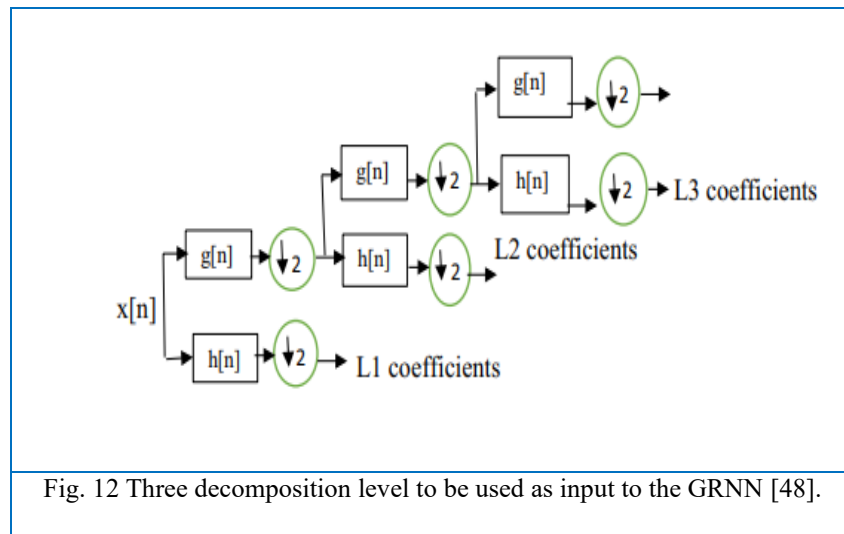 g[n]
↓2
g[n]
↓2
h[n]
↓2
L3 coefficients
g[n]
↓2
h[n]
↓2
L2 coefficients
x[n]
h[n]
↓2
L1 coefficients
Fig. 12 Three decomposition level to be used as input to the GRNN [48].